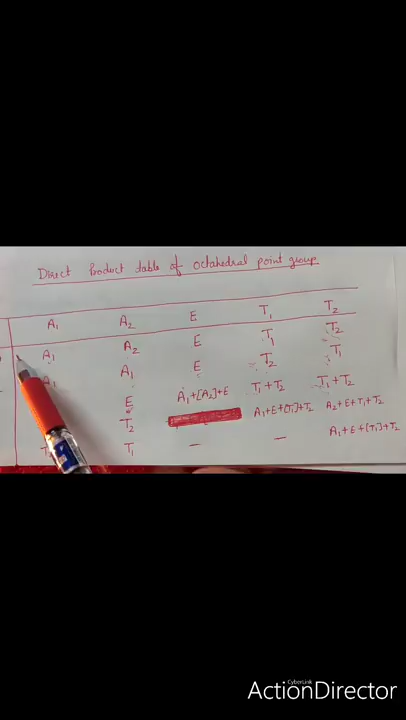 Direct Product table of octahedral point group
A1 A2 E T1 T2
A1 A2 E T1 T2
A1 E T2 T1
E A1+[A2]+E T1+T2 T1+T2
T2 A1+E+[T1]+T2 A2+E+T1+T2
T1 — — A1+E+[T1]+T2
CyberLink
ActionDirector